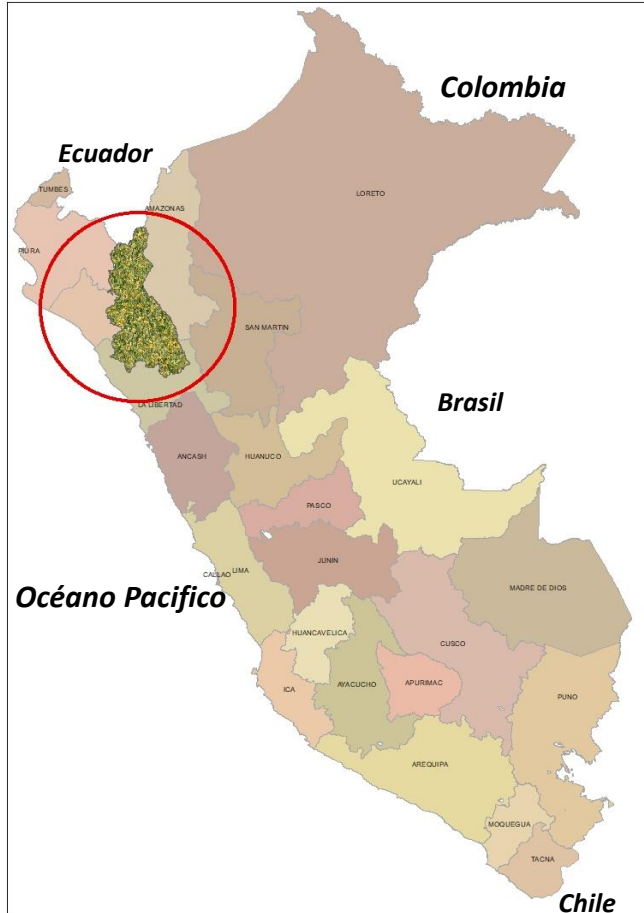 Colombia
Ecuador
TUMBES
AMAZONAS
LORETO
PIURA
SAN MARTIN
LA LIBERTAD
Brasil
ANCASH
HUANUCO
UCAYALI
PASCO
JUNIN
CALLAO
LIMA
MADRE DE DIOS
Océano Pacifico
HUANCAVELICA
CUSCO
ICA
AYACUCHO
APURIMAC
PUNO
AREQUIPA
MOQUEGUA
TACNA
Chile